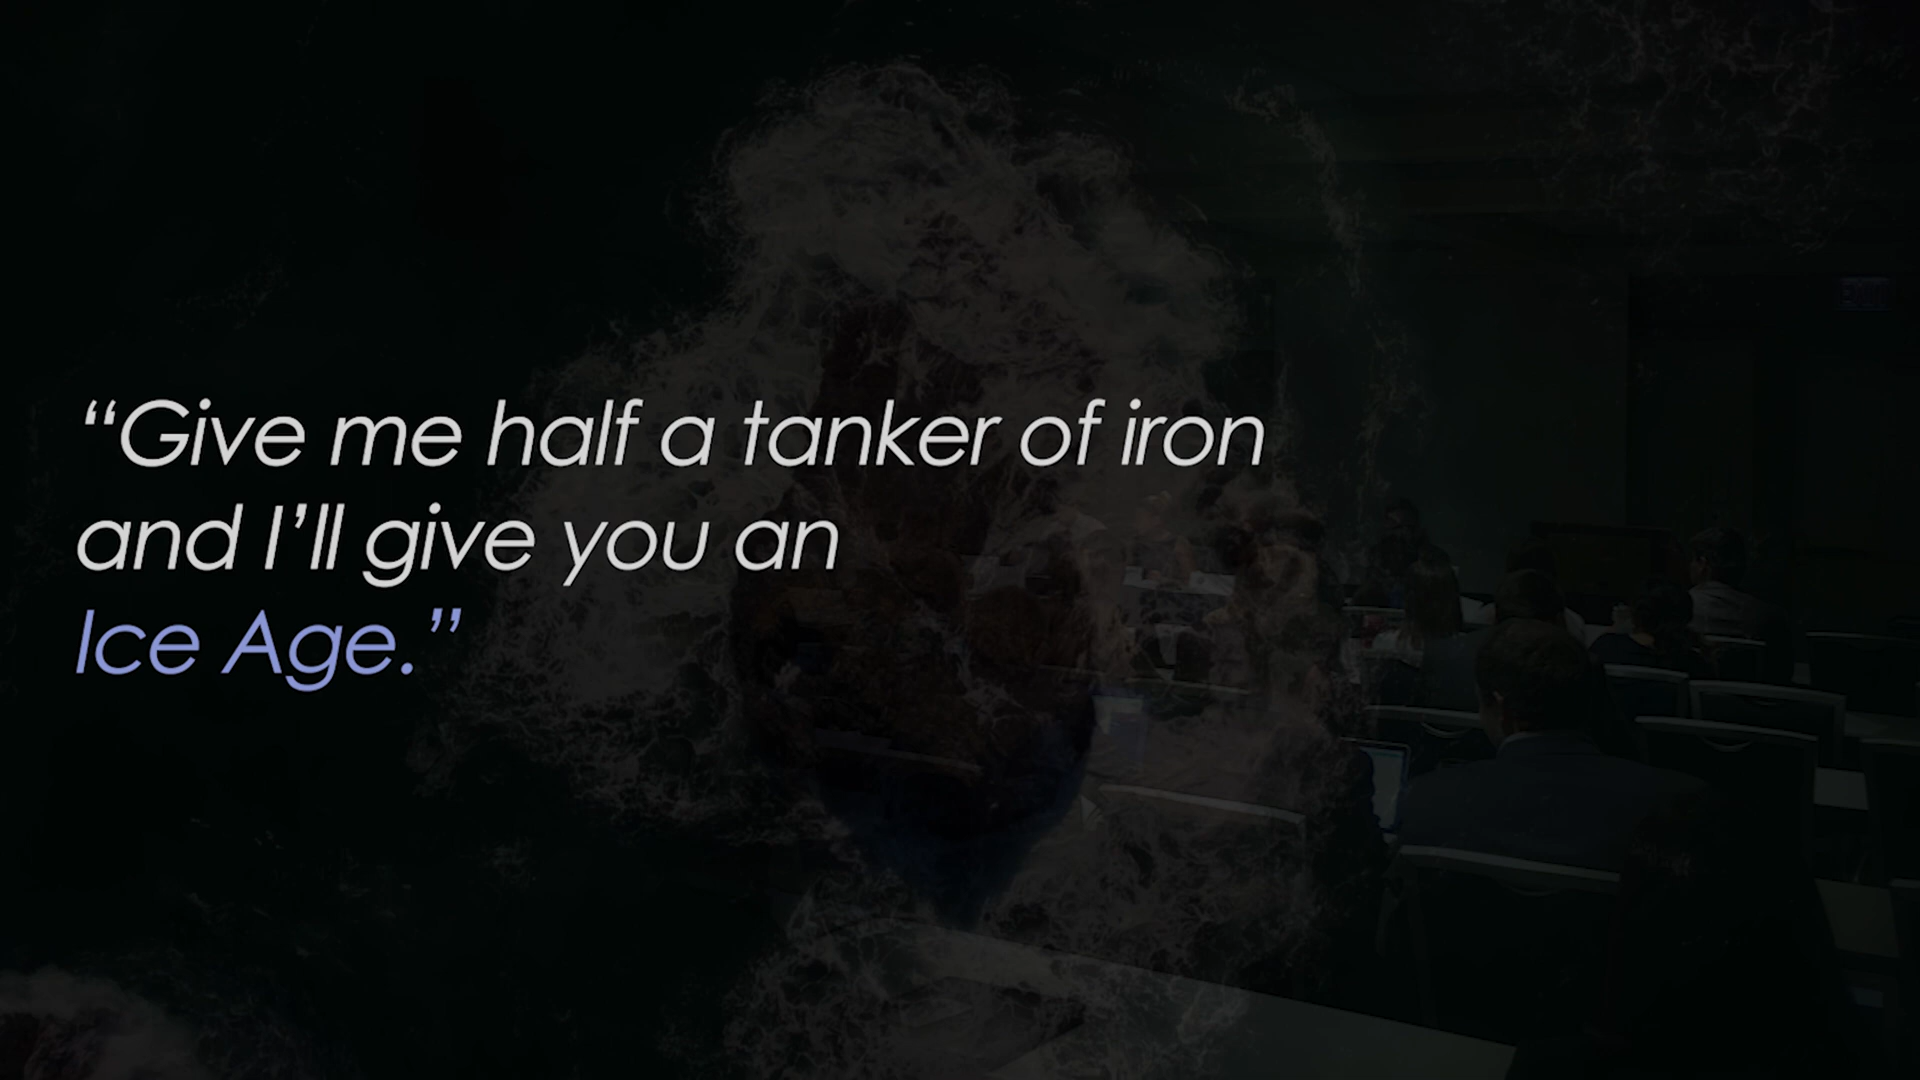 “Give me half a tanker of iron
and I’ll give you an
Ice Age.”